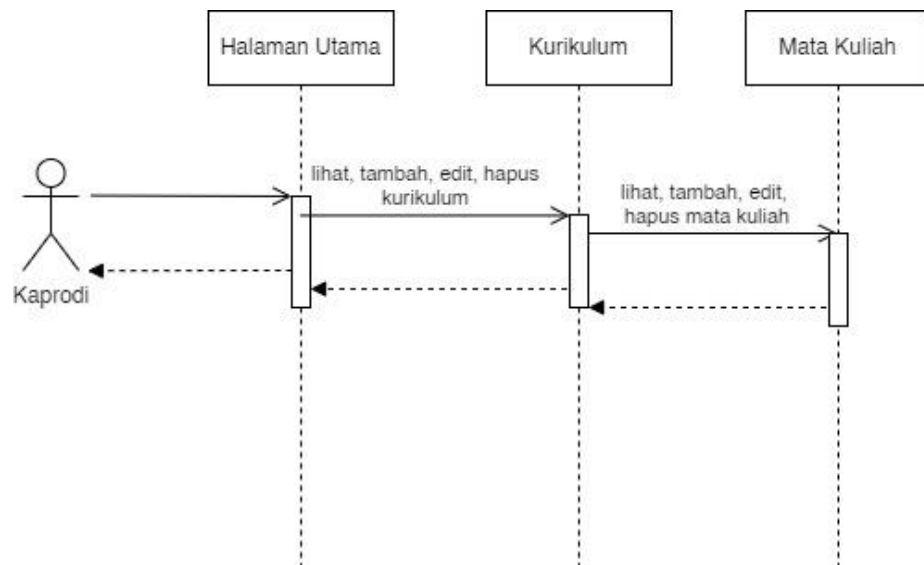 Halaman Utama
Kurikulum
Mata Kuliah
lihat, tambah, edit, hapus
kurikulum
lihat, tambah, edit,
hapus mata kuliah
Kaprodi